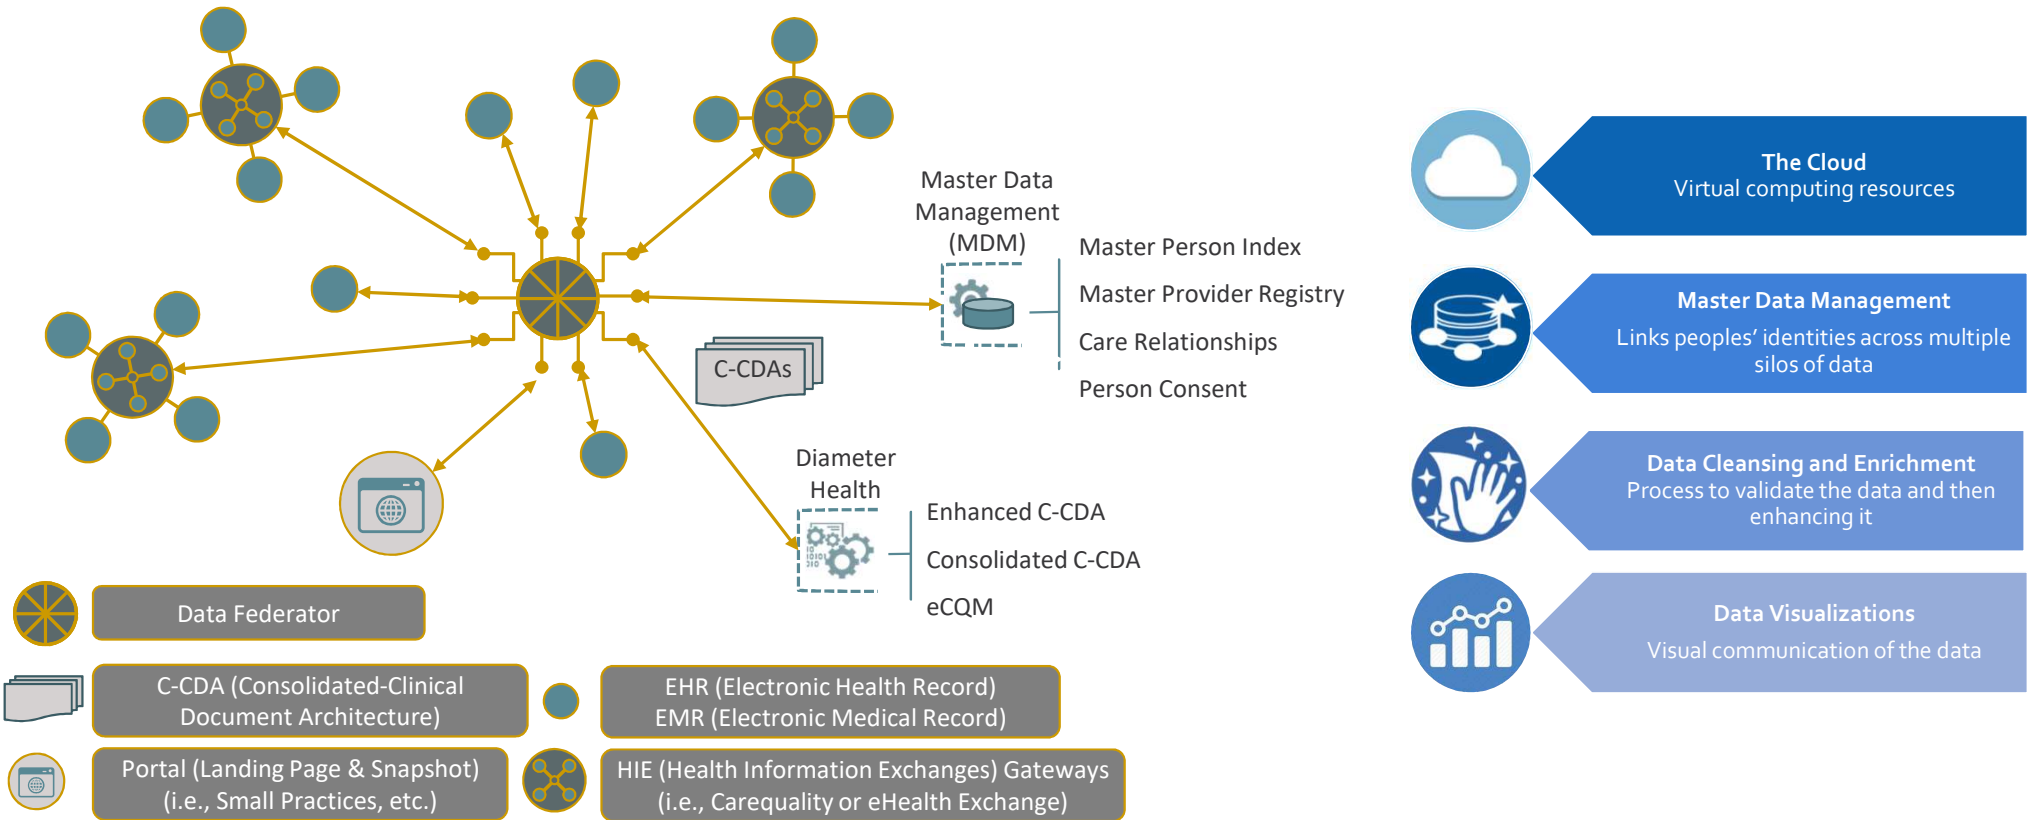 Master Data
Management
(MDM)
Master Person Index
Master Provider Registry
Care Relationships
Person Consent
C-CDAs
Diameter
Health
Enhanced C-CDA
Consolidated C-CDA
eCQM
Data Federator
C-CDA (Consolidated-Clinical
Document Architecture)
EHR (Electronic Health Record)
EMR (Electronic Medical Record)
Portal (Landing Page & Snapshot)
(i.e., Small Practices, etc.)
HIE (Health Information Exchanges) Gateways
(i.e., Carequality or eHealth Exchange)
The Cloud
Virtual computing resources
Master Data Management
Links peoples’ identities across multiple
silos of data
Data Cleansing and Enrichment
Process to validate the data and then
enhancing it
Data Visualizations
Visual communication of the data